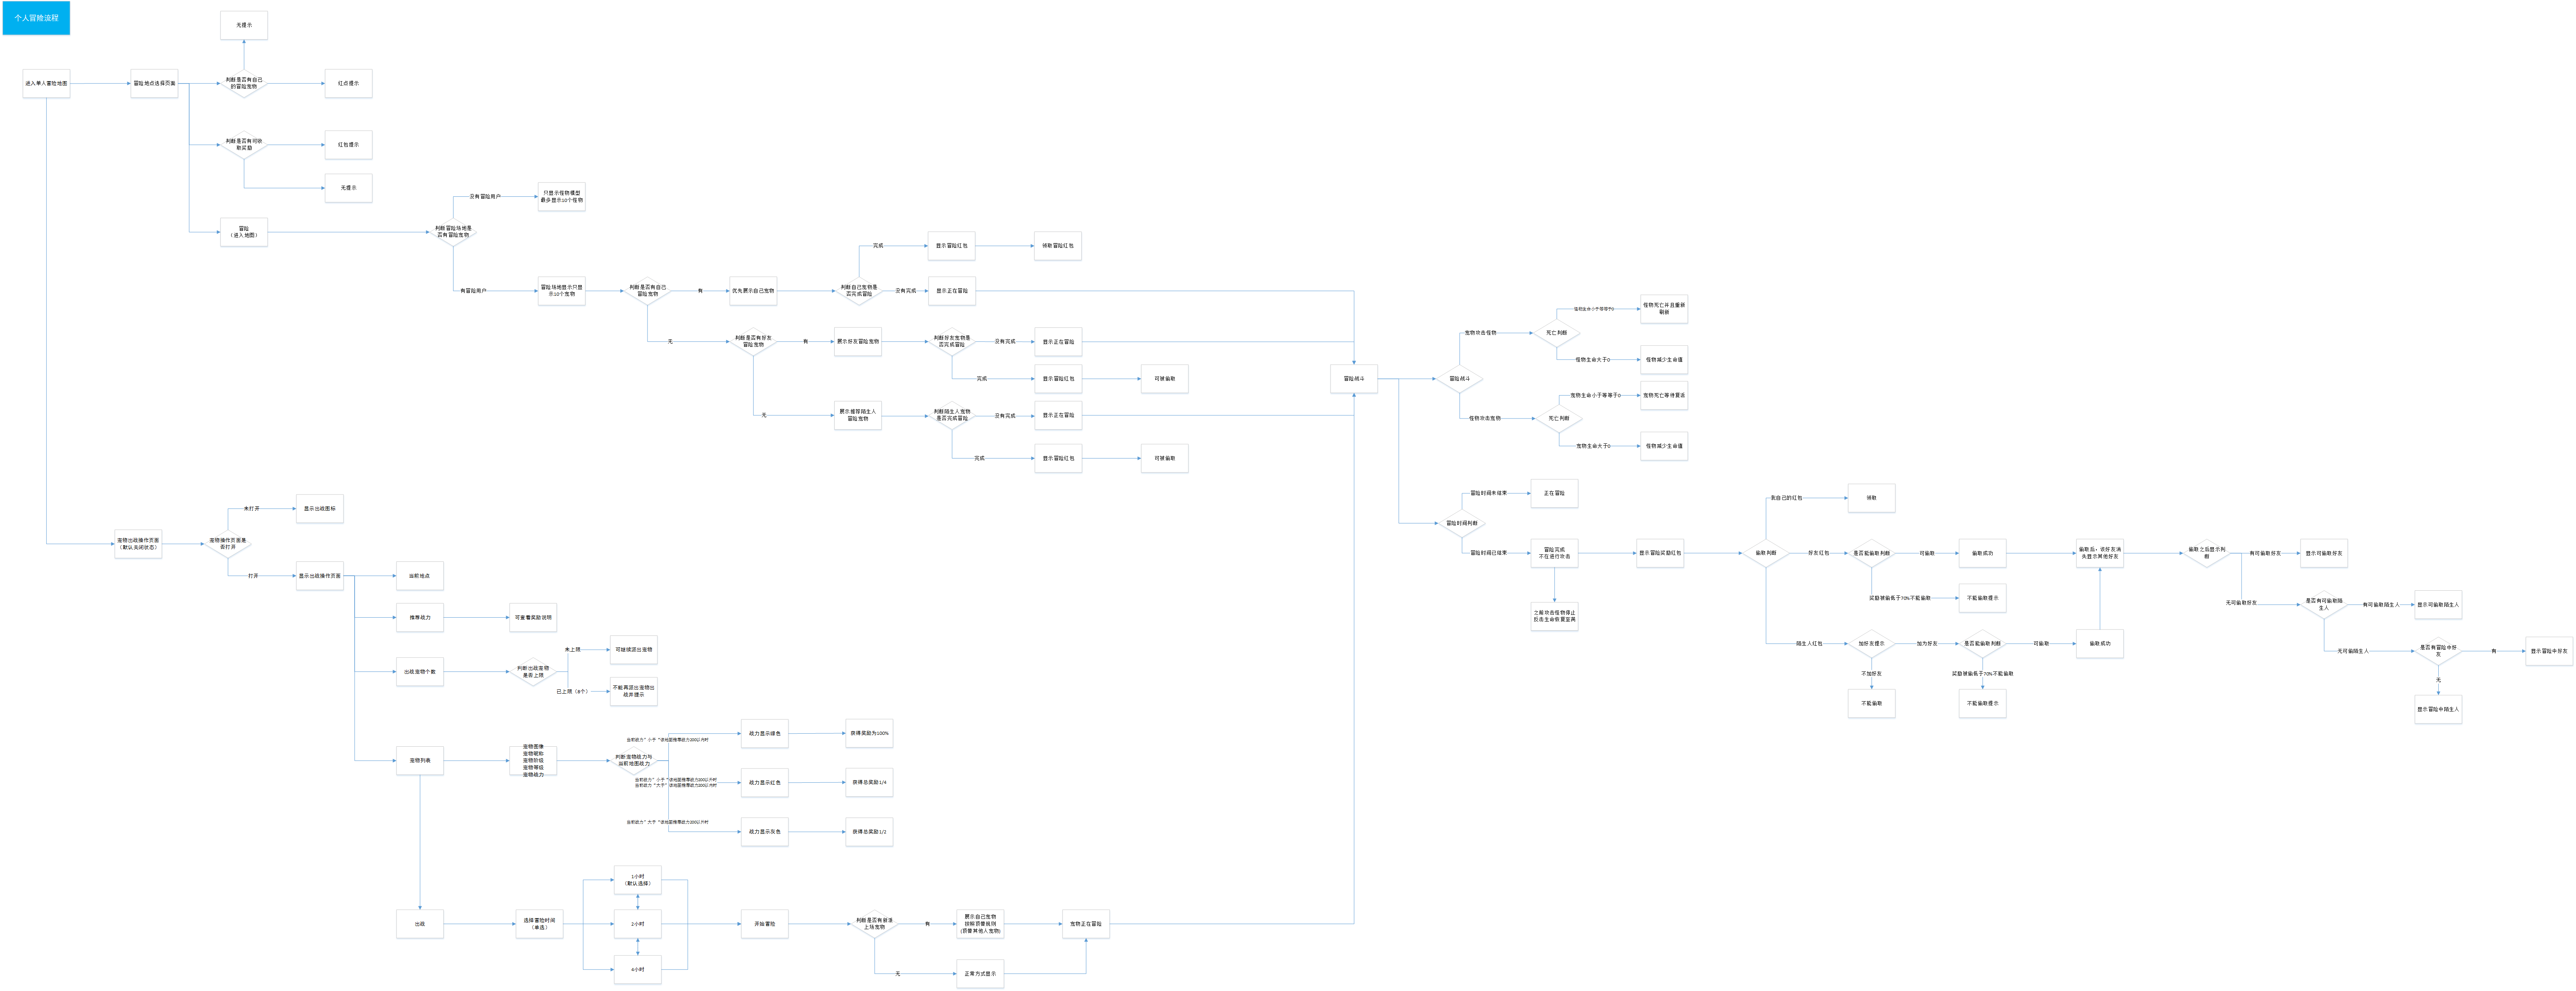 个人冒险流程
无提示
进入单人冒险地图
冒险地点选择页面
判断是否有自己
的冒险宠物
红点提示
判断是否有可收
取奖励
红包提示
无提示
冒险
（进入地图）
判断冒险场地是
否有冒险宠物
没有冒险用户
只显示怪物模型
最多显示10个怪物
有冒险用户
冒险场地显示只显
示10个宠物
判断是否有自己
冒险宠物
有
优先展示自己宠物
判断自己宠物是
否完成冒险
完成
显示冒险红包
领取冒险红包
没有完成
显示正在冒险
无
判断是否有好友
冒险宠物
有
展示好友冒险宠物
判断好友宠物是
否完成冒险
没有完成
显示正在冒险
完成
显示冒险红包
可被偷取
无
展示推荐陌生人
冒险宠物
判断陌生人宠物
是否完成冒险
没有完成
显示正在冒险
完成
显示冒险红包
可被偷取
冒险战斗
冒险战斗
宠物攻击怪物
死亡判断
怪物生命小于等等于0
怪物死亡并且重新
刷新
怪物生命大于0
怪物减少生命值
怪物攻击宠物
死亡判断
宠物生命小于等等于0
宠物死亡等待复活
宠物生命大于0
怪物减少生命值
冒险时间判断
冒险时间未结束
正在冒险
冒险时间已结束
冒险完成
不在进行攻击
之前攻击怪物停止
反击生命恢复至满
显示冒险奖励红包
偷取判断
我自己的红包
领取
好友红包
是否能偷取判断
可偷取
偷取成功
奖励被偷低于70%不能偷取
不能偷取提示
陌生人红包
加好友提示
不加好友
不能偷取
加为好友
是否能偷取判断
可偷取
偷取成功
奖励被偷低于70%不能偷取
不能偷取提示
偷取后，该好友消
失显示其他好友
偷取之后显示判
断
有可偷取好友
显示可偷取好友
无可偷取好友
是否有可偷取陌
生人
有可偷取陌生人
显示可偷取陌生人
无可偷陌生人
是否有冒险中好
友
有
显示冒险中好友
无
显示冒险中陌生人
宠物出战操作页面
（默认关闭状态）
宠物操作页面是
否打开
未打开
显示出战图标
打开
显示出战操作页面
当前地点
推荐战力
可查看奖励说明
出战宠物个数
判断出战宠物
是否上限
未上限
可继续派出宠物
已上限（8个）
不能再派出宠物出
战并提示
宠物列表
宠物图像
宠物昵称
宠物阶级
宠物等级
宠物战力
判断宠物战力与
当前地图战力
当前战力”小于“该地图推荐战力200以内时
战力显示绿色
获得奖励为100%
当前战力”小于“该地图推荐战力200以外时
当前战力”大于”该地图推荐战力200以内时
战力显示红色
获得总奖励1/4
当前战力”大于“该地图推荐战力200以外时
战力显示灰色
获得总奖励1/2
出战
选择冒险时间
（单选）
1小时
（默认选择）
2小时
4小时
开始冒险
判断是否有新派
上场宠物
有
展示自己宠物
按照顶替规则
(顶替其他人宠物)
宠物正在冒险
无
正常方式显示